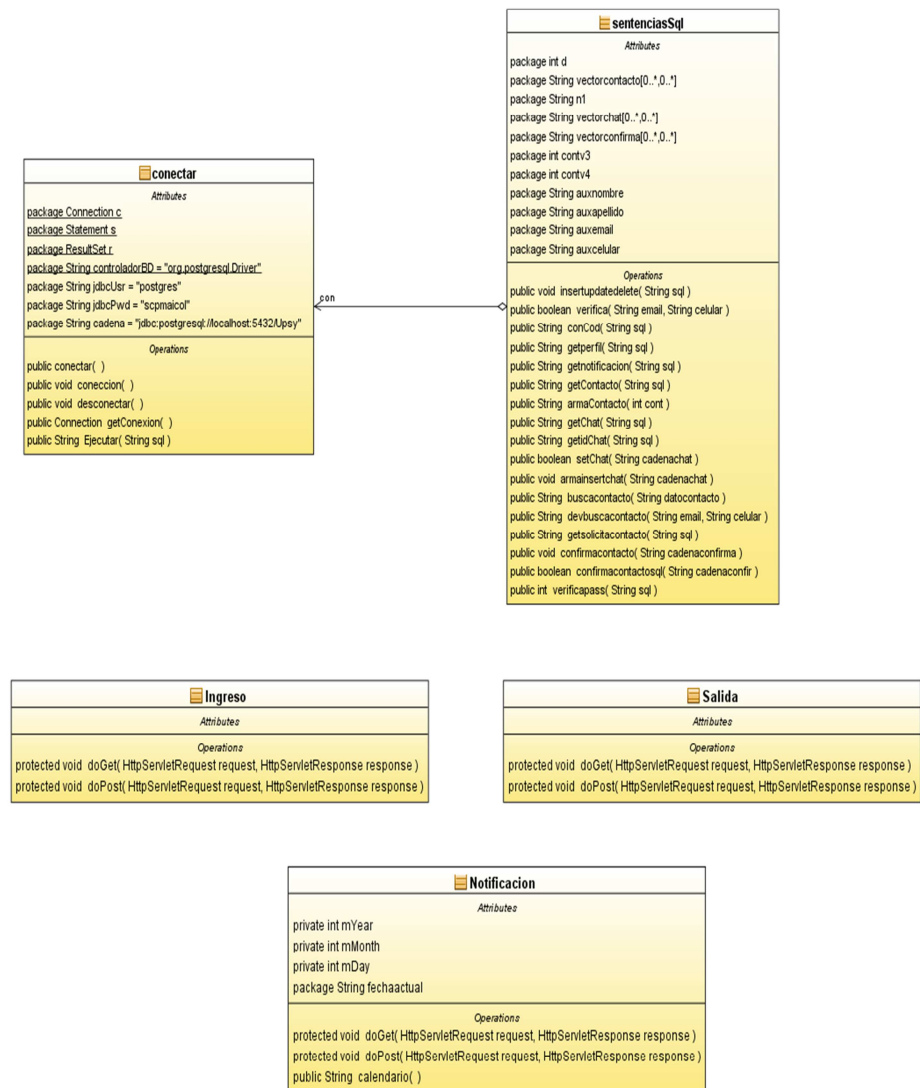 sentenciasSql
Attributes
package int d
package String vectorcontacto[0..*,0..*]
package String n1
package String vectorchat[0..*,0..*]
package String vectorconfirma[0..*,0..*]
package int contv3
package int contv4
package String auxnombre
package String auxapellido
package String auxemail
package String auxcelular
Operations
public void insertupdatedelete( String sql )
public boolean verifica( String email, String celular )
public String conCod( String sql )
public String getperfil( String sql )
public String getnotificacion( String sql )
public String getContacto( String sql )
public String armaContacto( int cont )
public String getChat( String sql )
public String getidChat( String sql )
public boolean setChat( String cadenachat )
public void armainsertchat( String cadenachat )
public String buscacontacto( String datocontacto )
public String devbuscacontacto( String email, String celular )
public String getsolicitacontacto( String sql )
public void confirmacontacto( String cadenaconfirma )
public boolean confirmacontactosql( String cadenaconfir )
public int verificapass( String sql )
conectar
Attributes
package Connection c
package Statement s
package ResultSet r
package String controladorBD = "org.postgresql.Driver"
package String jdbcUsr = "postgres"
package String jdbcPwd = "scpmaicol"
package String cadena = "jdbc:postgresql://localhost:5432/Upsy"
Operations
public conectar( )
public void coneccion( )
public void desconectar( )
public Connection getConexion( )
public String Ejecutar( String sql )
con
Ingreso
Attributes
Operations
protected void doGet( HttpServletRequest request, HttpServletResponse response )
protected void doPost( HttpServletRequest request, HttpServletResponse response )
Salida
Attributes
Operations
protected void doGet( HttpServletRequest request, HttpServletResponse response )
protected void doPost( HttpServletRequest request, HttpServletResponse response )
Notificacion
Attributes
private int mYear
private int mMonth
private int mDay
package String fechaactual
Operations
protected void doGet( HttpServletRequest request, HttpServletResponse response )
protected void doPost( HttpServletRequest request, HttpServletResponse response )
public String calendario( )